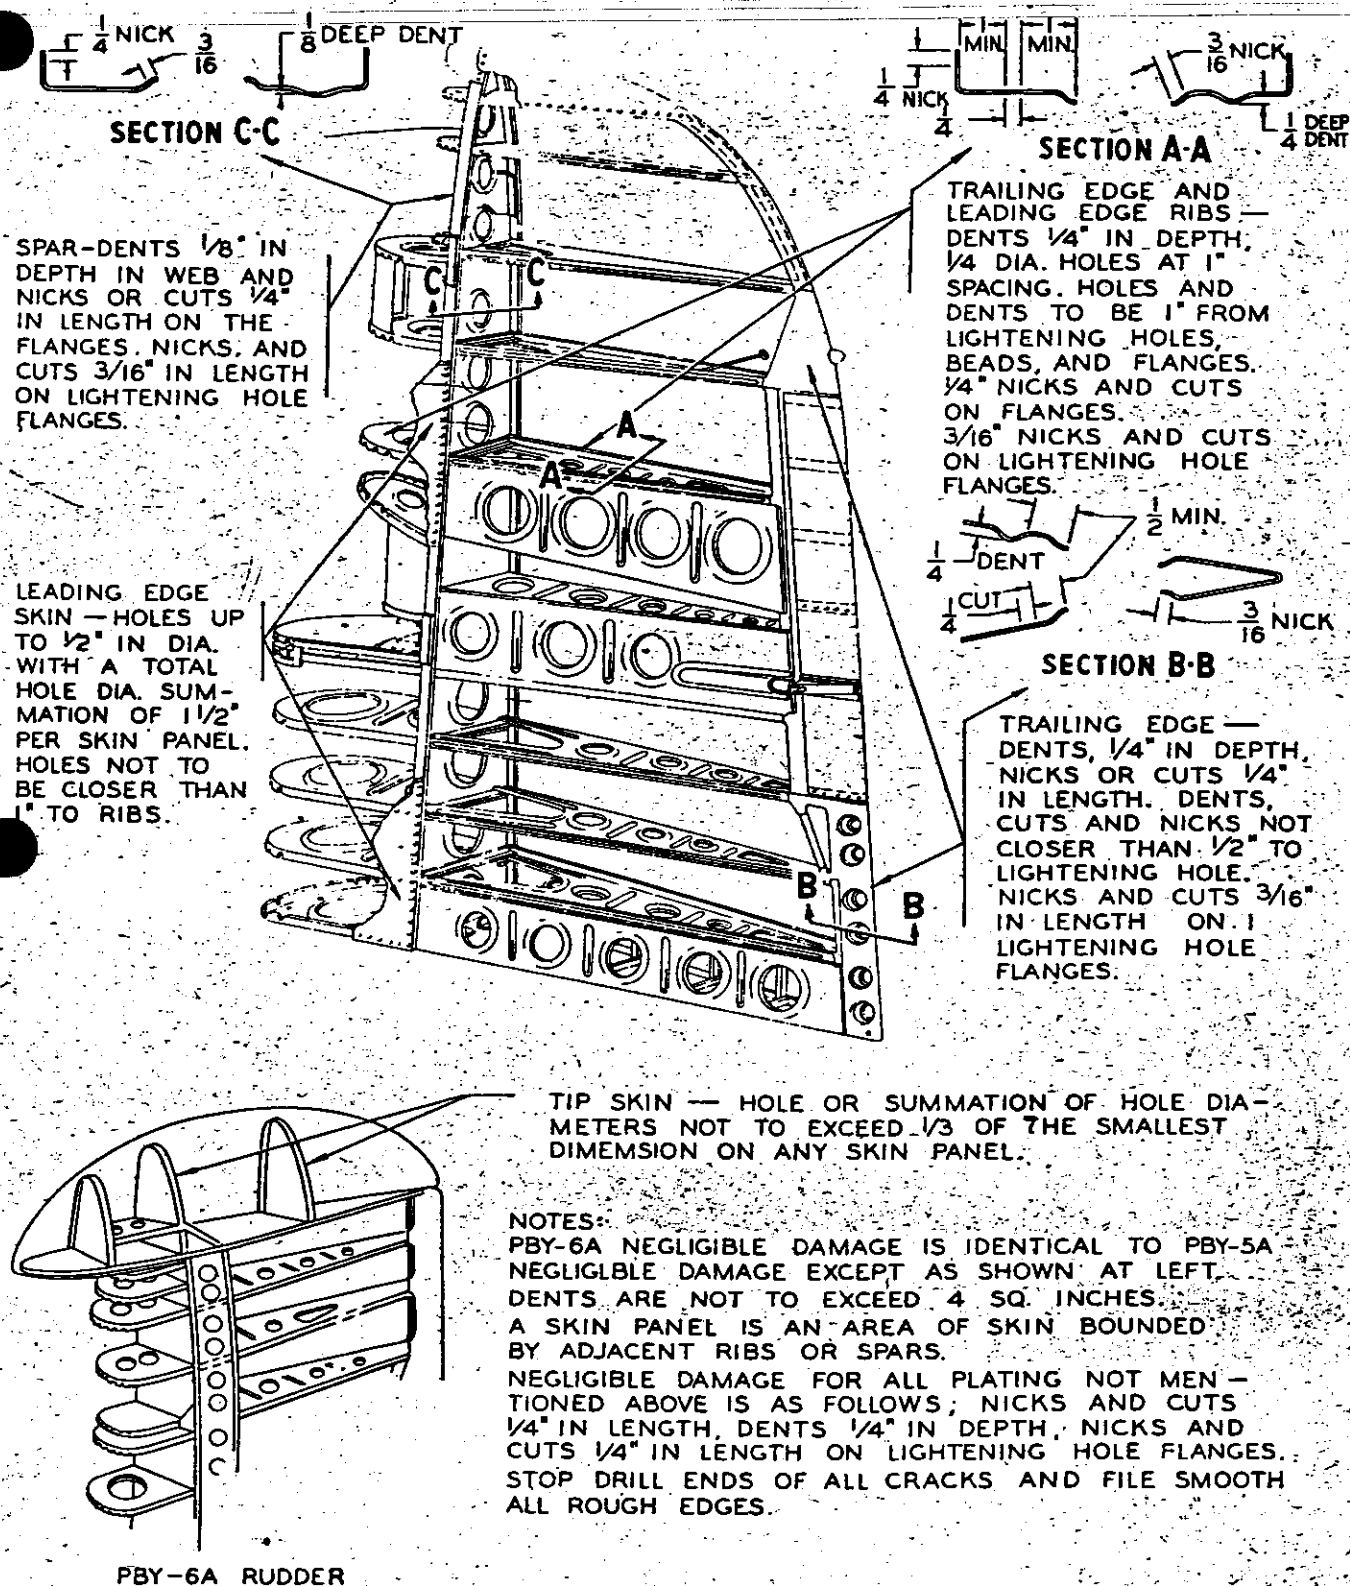 1/4 NICK
3/16
1/8 DEEP DENT
SECTION C-C
SPAR-DENTS 1/8" IN
DEPTH IN WEB AND
NICKS OR CUTS 1/4"
IN LENGTH ON THE
FLANGES. NICKS, AND
CUTS 3/16" IN LENGTH
ON LIGHTENING HOLE
FLANGES.
LEADING EDGE
SKIN — HOLES UP
TO 1/2" IN DIA.
WITH A TOTAL
HOLE DIA. SUM-
MATION OF 1 1/2"
PER SKIN PANEL.
HOLES NOT TO
BE CLOSER THAN
1" TO RIBS.
C C
A
A
B B
1 MIN. 1 MIN.
1/4 NICK
1/4
3/16 NICK
1/4 DEEP DENT
SECTION A-A
TRAILING EDGE AND
LEADING EDGE RIBS —
DENTS 1/4" IN DEPTH,
1/4 DIA. HOLES AT 1"
SPACING. HOLES AND
DENTS TO BE 1" FROM
LIGHTENING HOLES,
BEADS, AND FLANGES.
1/4" NICKS AND CUTS
ON FLANGES.
3/16" NICKS AND CUTS
ON LIGHTENING HOLE
FLANGES.
1/2 MIN.
1/4 DENT
1/4 CUT
3/16 NICK
SECTION B-B
TRAILING EDGE —
DENTS, 1/4" IN DEPTH,
NICKS OR CUTS 1/4"
IN LENGTH. DENTS,
CUTS AND NICKS NOT
CLOSER THAN 1/2" TO
LIGHTENING HOLE.
NICKS AND CUTS 3/16"
IN LENGTH ON 1
LIGHTENING HOLE
FLANGES.
TIP SKIN — HOLE OR SUMMATION OF HOLE DIA-
METERS NOT TO EXCEED 1/3 OF THE SMALLEST
DIMEMSION ON ANY SKIN PANEL.
NOTES:
PBY-6A NEGLIGIBLE DAMAGE IS IDENTICAL TO PBY-5A
NEGLIGLBLE DAMAGE EXCEPT AS SHOWN AT LEFT.
DENTS ARE NOT TO EXCEED 4 SQ. INCHES.
A SKIN PANEL IS AN AREA OF SKIN BOUNDED
BY ADJACENT RIBS OR SPARS.
NEGLIGIBLE DAMAGE FOR ALL PLATING NOT MEN-
TIONED ABOVE IS AS FOLLOWS; NICKS AND CUTS
1/4" IN LENGTH, DENTS 1/4" IN DEPTH, NICKS AND
CUTS 1/4" IN LENGTH ON LIGHTENING HOLE FLANGES.
STOP DRILL ENDS OF ALL CRACKS AND FILE SMOOTH
ALL ROUGH EDGES.
PBY-6A RUDDER